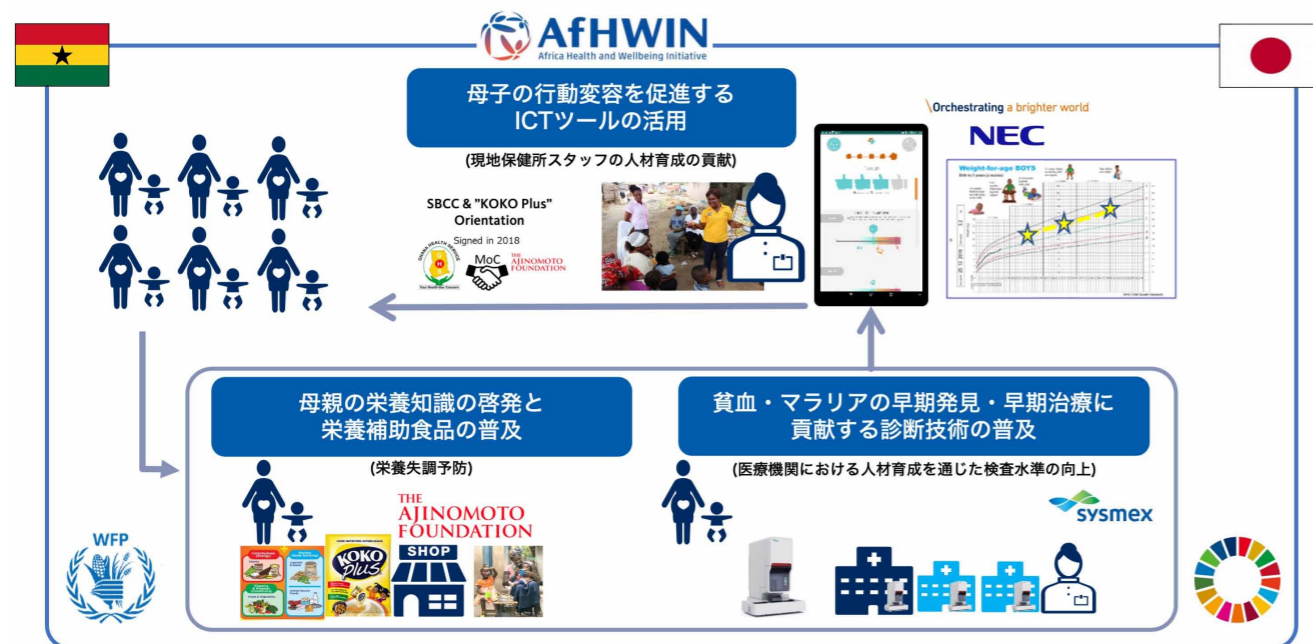 AfHWIN
Africa Health and Wellbeing Initiative
母子の行動変容を促進する
ICTツールの活用
(現地保健所スタッフの人材育成の貢献)
SBCC & "KOKO Plus"
Orientation
Signed in 2018
GHANA HEALTH SERVICE
Your Health-Our Concern
MoC
THE
AJINOMOTO
FOUNDATION
\Orchestrating a brighter world
NEC
Weight-for-age BOYS
母親の栄養知識の啓発と
栄養補助食品の普及
(栄養失調予防)
THE
AJINOMOTO
FOUNDATION
KOKO
Plus
SHOP
貧血・マラリアの早期発見・早期治療に
貢献する診断技術の普及
(医療機関における人材育成を通じた検査水準の向上)
sysmex
WFP